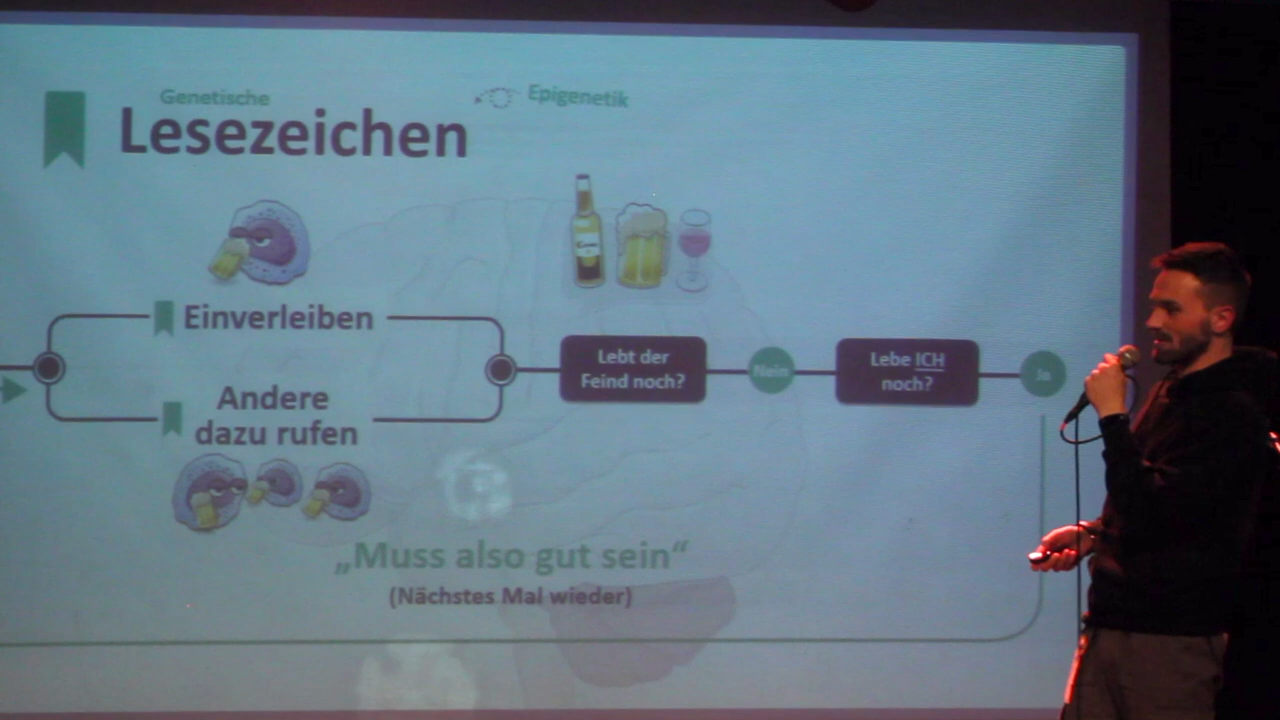 Genetische
Epigenetik
Lesezeichen
Einverleiben
Lebt der
Feind noch?
Nein
Lebe ICH
noch?
Ja
Andere
dazu rufen
„Muss also gut sein“
(Nächstes Mal wieder)